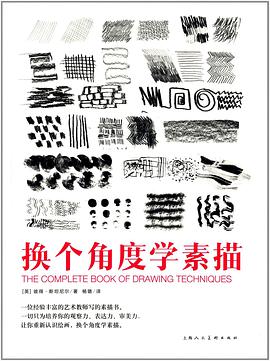 换个角度学素描
THE COMPLETE BOOK OF DRAWING TECHNIQUES
[英] 彼得·斯坦尼尔 著 杨德 译
一位经验丰富的艺术教师写的素描书，
一切只为培养你的观察力、表达力、审美力。
让你重新认识绘画，换个角度学素描。
上海人民美术出版社